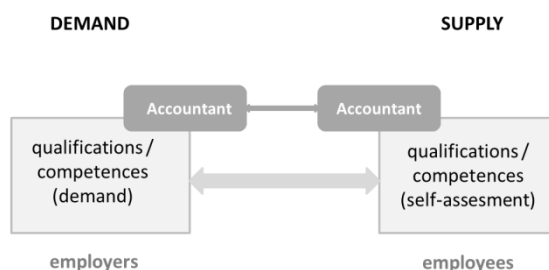 DEMAND
SUPPLY
Accountant
Accountant
qualifications/
competences
(demand)
qualifications/
competences
(self-assesment)
employers
employees